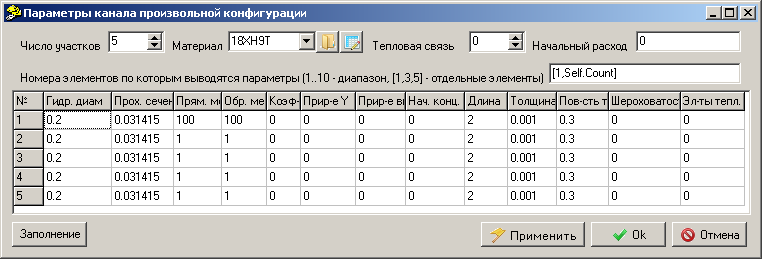 Параметры канала произвольной конфигурации
Число участков 5 Материал 18ХН9Т Тепловая связь 0 Начальный расход 0
Номера элементов по которым выводятся параметры (1..10 - диапазон, [1,3,5] - отдельные элементы) [1,Self.Count]
№ Гидр. диам Прох. сечен Прям. ме Обр. ме Коэф- Прир-е Y Прир-е вы Нач. конц. Длина Толщина Пов-сть т Шероховатос Эл-ты тепл.
1 0.2 0.031415 100 100 0 0 0 0 2 0.001 0.3 0 0
2 0.2 0.031415 1 1 0 0 0 0 2 0.001 0.3 0 0
3 0.2 0.031415 1 1 0 0 0 0 2 0.001 0.3 0 0
4 0.2 0.031415 1 1 0 0 0 0 2 0.001 0.3 0 0
5 0.2 0.031415 1 1 0 0 0 0 2 0.001 0.3 0 0
Заполнение Применить Ok Отмена